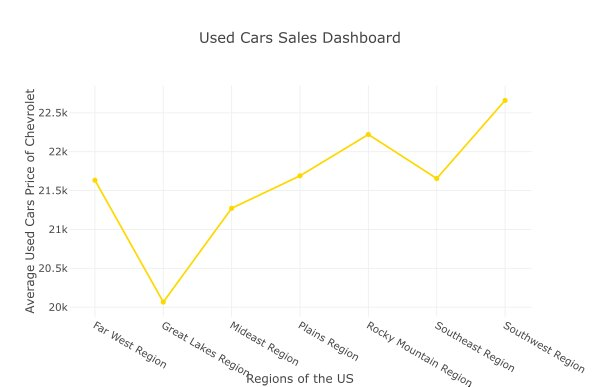 Used Cars Sales Dashboard
Average Used Cars Price of Chevrolet
22.5k
22k
21.5k
21k
20.5k
20k
Far West Region
Great Lakes Region
Mideast Region
Plains Region
Rocky Mountain Region
Southeast Region
Southwest Region
Regions of the US